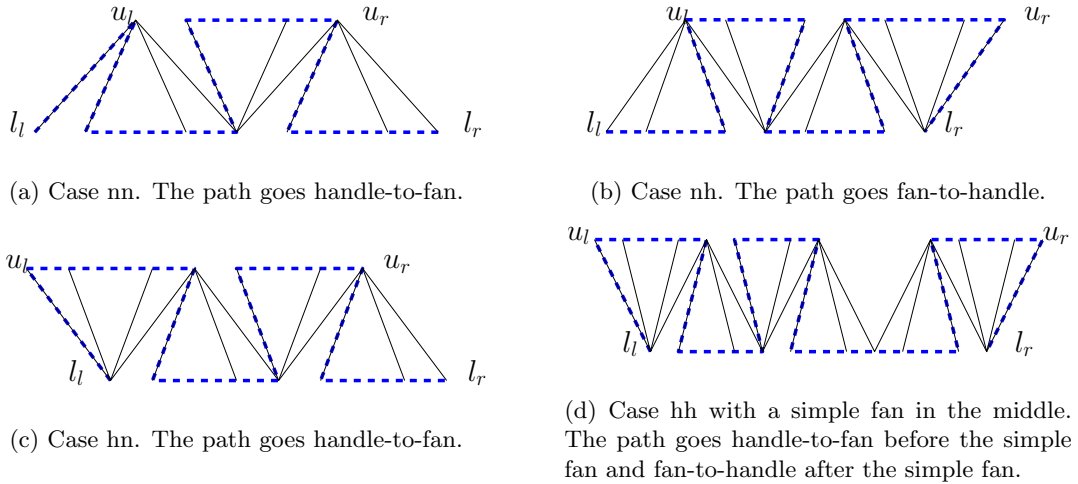 u_l u_r
l_l l_r
(a) Case nn. The path goes handle-to-fan.
u_l u_r
l_l l_r
(b) Case nh. The path goes fan-to-handle.
u_l u_r
l_l l_r
(c) Case hn. The path goes handle-to-fan.
u_l u_r
l_l l_r
(d) Case hh with a simple fan in the middle.
The path goes handle-to-fan before the simple
fan and fan-to-handle after the simple fan.